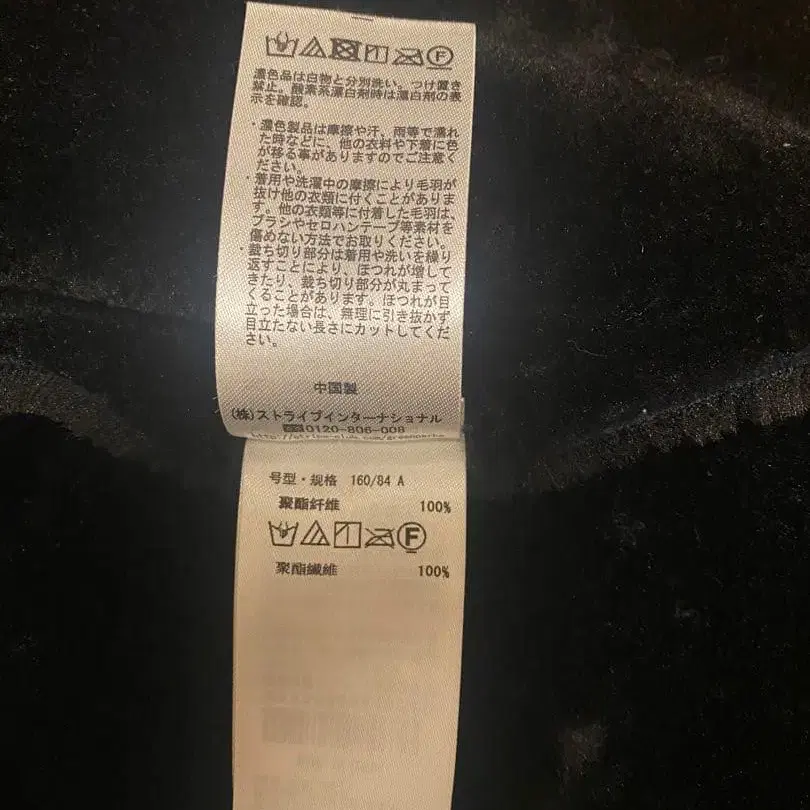 濃色品は白物と分別洗い。つけ置き
禁止。酸素系漂白剤時は漂白剤の表
示を確認。
・濃色製品は摩擦や汗、雨等で濡れ
た時などに、他の衣料や下着に色
が移る事がありますのでご注意く
ださい。
・着用や洗濯中の摩擦により毛羽が
抜け他の衣類に付くことがありま
す。他の衣類等に付着した毛羽は、
ブラシやセロハンテープ等素材を
傷めない方法でお取りください。
・裁ち切り部分は着用や洗いを繰り
返すことにより、ほつれが増して
きたり、裁ち切り部分が丸まって
くることがあります。ほつれが目
立った場合は、無理に引き抜かず
目立たない長さにカットしてくだ
さい。
中国製
(株)ストライプインターナショナル
0120-806-008
号型・规格 160/84 A
聚酯纤维 100%
聚酯纖維 100%